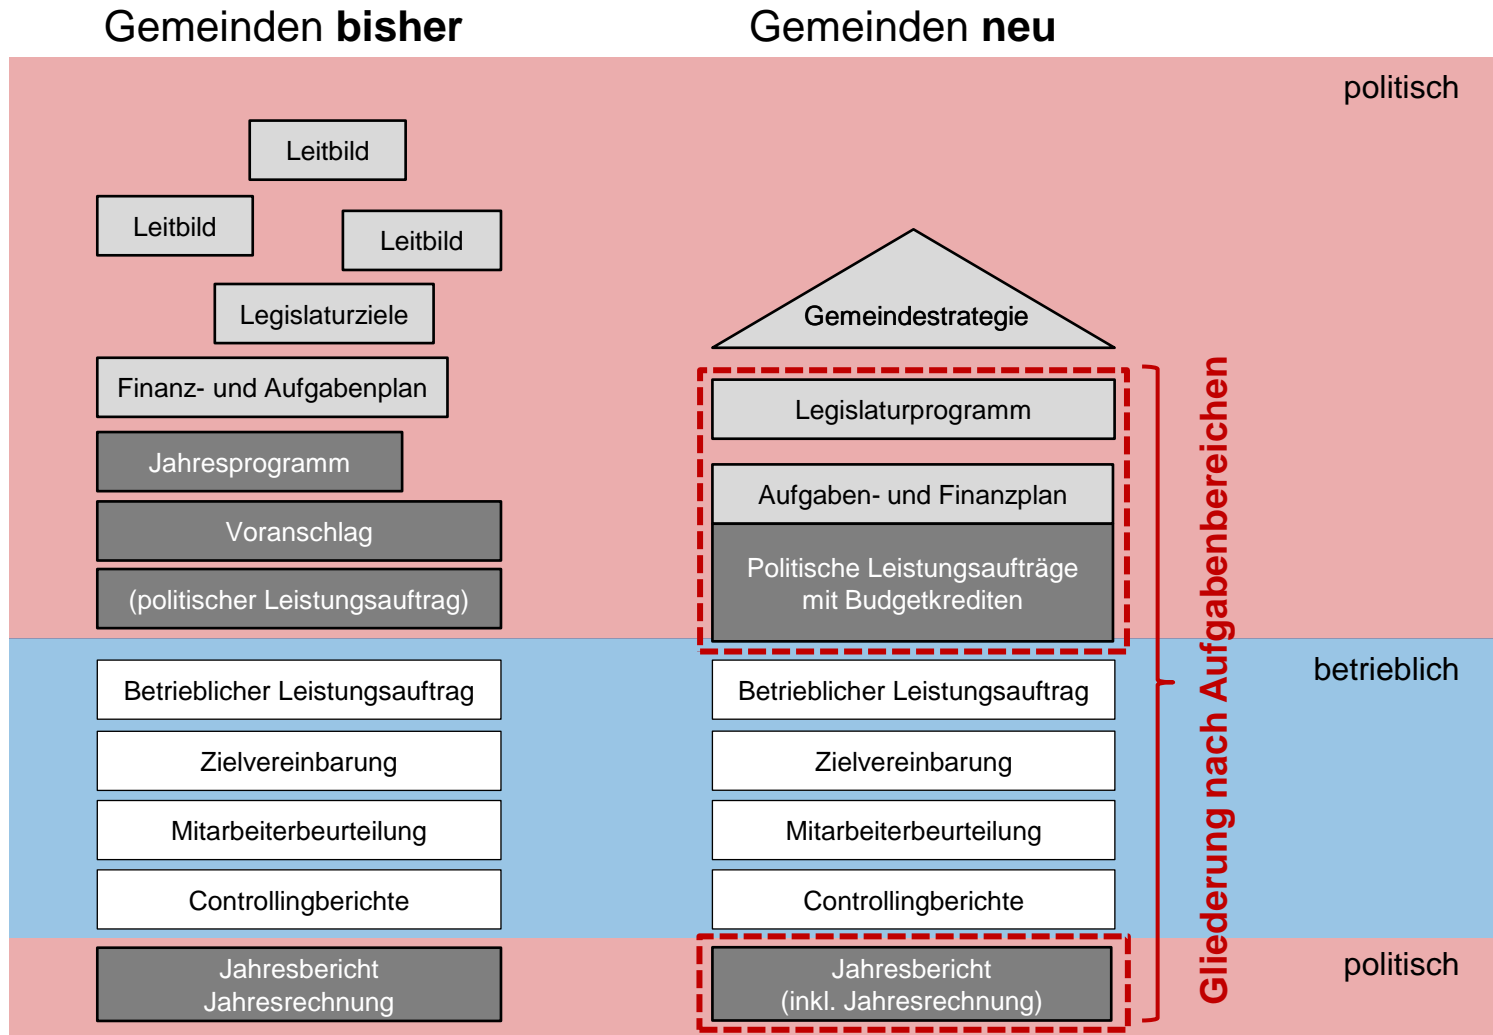 Gemeinden bisher
Gemeinden neu
politisch
Leitbild
Leitbild
Leitbild
Legislaturziele
Finanz- und Aufgabenplan
Jahresprogramm
Voranschlag
(politischer Leistungsauftrag)
Betrieblicher Leistungsauftrag
Zielvereinbarung
Mitarbeiterbeurteilung
Controllingberichte
Jahresbericht
Jahresrechnung
Gemeindestrategie
Legislaturprogramm
Aufgaben- und Finanzplan
Politische Leistungsaufträge
mit Budgetkrediten
Betrieblicher Leistungsauftrag
Zielvereinbarung
Mitarbeiterbeurteilung
Controllingberichte
Jahresbericht
(inkl. Jahresrechnung)
Gliederung nach Aufgabenbereichen
betrieblich
politisch